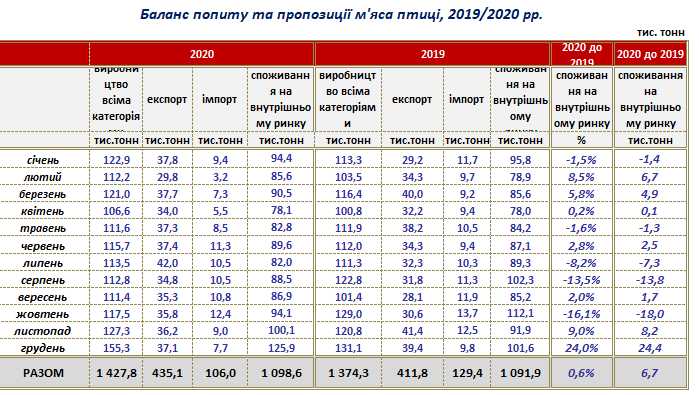 Баланс попиту та пропозиції м'яса птиці, 2019/2020 рр.
тис. тонн
2020 2019 2020 до 2019 2020 до 2019
виробництво всіма категоріями експорт імпорт споживання на внутрішньому ринку виробництво всіма категоріями експорт імпорт споживання на внутрішньому споживання на внутрішньому ринку споживання на внутрішньому ринку
тис.тонн тис.тонн тис.тонн тис.тонн тис.тонн тис.тонн тис.тонн тис.тонн % тис.тонн
січень 122,9 37,8 9,4 94,4 113,3 29,2 11,7 95,8 -1,5% -1,4
лютий 112,2 29,8 3,2 85,6 103,5 34,3 9,7 78,9 8,5% 6,7
березень 121,0 37,7 7,3 90,5 116,4 40,0 9,2 85,6 5,8% 4,9
квітень 106,6 34,0 5,5 78,1 100,8 32,2 9,4 78,0 0,2% 0,1
травень 111,6 37,3 8,5 82,8 111,9 38,2 10,5 84,2 -1,6% -1,3
червень 115,7 37,4 11,3 89,6 112,0 34,3 9,4 87,1 2,8% 2,5
липень 113,5 42,0 10,5 82,0 111,3 32,3 10,3 89,3 -8,2% -7,3
серпень 112,8 34,8 10,5 88,5 122,8 31,8 11,3 102,3 -13,5% -13,8
вересень 111,4 35,3 10,8 86,9 101,4 28,1 11,9 85,2 2,0% 1,7
жовтень 117,5 35,8 12,4 94,1 129,0 30,6 13,7 112,1 -16,1% -18,0
листопад 127,3 36,2 9,0 100,1 120,8 41,4 12,5 91,9 9,0% 8,2
грудень 155,3 37,1 7,7 125,9 131,1 39,4 9,8 101,6 24,0% 24,4
РАЗОМ 1 427,8 435,1 106,0 1 098,6 1 374,3 411,8 129,4 1 091,9 0,6% 6,7